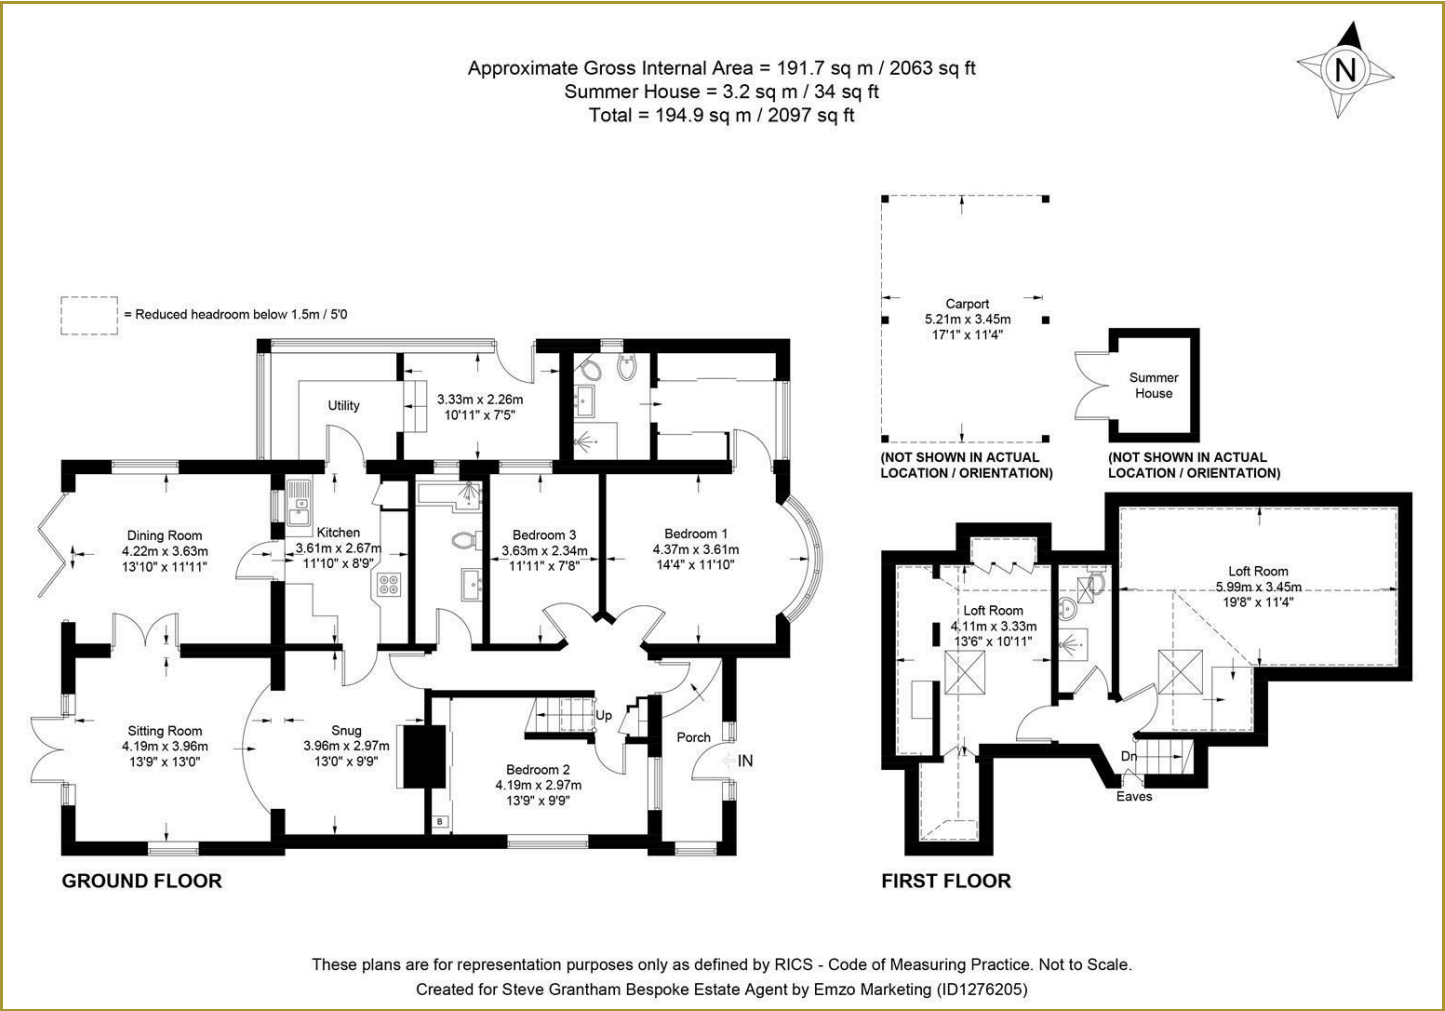 Approximate Gross Internal Area = 191.7 sq m / 2063 sq ft
Summer House = 3.2 sq m / 34 sq ft
Total = 194.9 sq m / 2097 sq ft
N
= Reduced headroom below 1.5m / 5'0
Carport
5.21m x 3.45m
17'1" x 11'4"
(NOT SHOWN IN ACTUAL
LOCATION / ORIENTATION)
Summer
House
(NOT SHOWN IN ACTUAL
LOCATION / ORIENTATION)
Utility
3.33m x 2.26m
10'11" x 7'5"
Dining Room
4.22m x 3.63m
13'10" x 11'11"
Kitchen
3.61m x 2.67m
11'10" x 8'9"
Bedroom 3
3.63m x 2.34m
11'11" x 7'8"
Bedroom 1
4.37m x 3.61m
14'4" x 11'10"
Sitting Room
4.19m x 3.96m
13'9" x 13'0"
Snug
3.96m x 2.97m
13'0" x 9'9"
Up
Bedroom 2
4.19m x 2.97m
13'9" x 9'9"
B
Porch
IN
GROUND FLOOR
Loft Room
4.11m x 3.33m
13'6" x 10'11"
Loft Room
5.99m x 3.45m
19'8" x 11'4"
Dn
Eaves
FIRST FLOOR
These plans are for representation purposes only as defined by RICS - Code of Measuring Practice. Not to Scale.
Created for Steve Grantham Bespoke Estate Agent by Emzo Marketing (ID1276205)